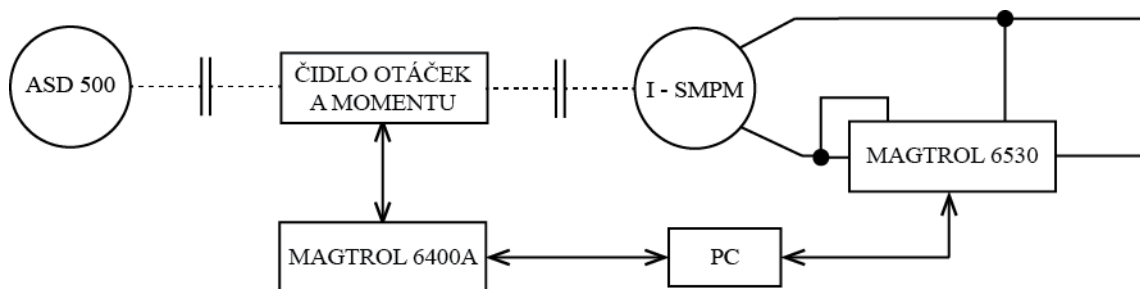 ASD 500
ČIDLO OTÁČEK
A MOMENTU
I - SMPM
MAGTROL 6530
MAGTROL 6400A
PC